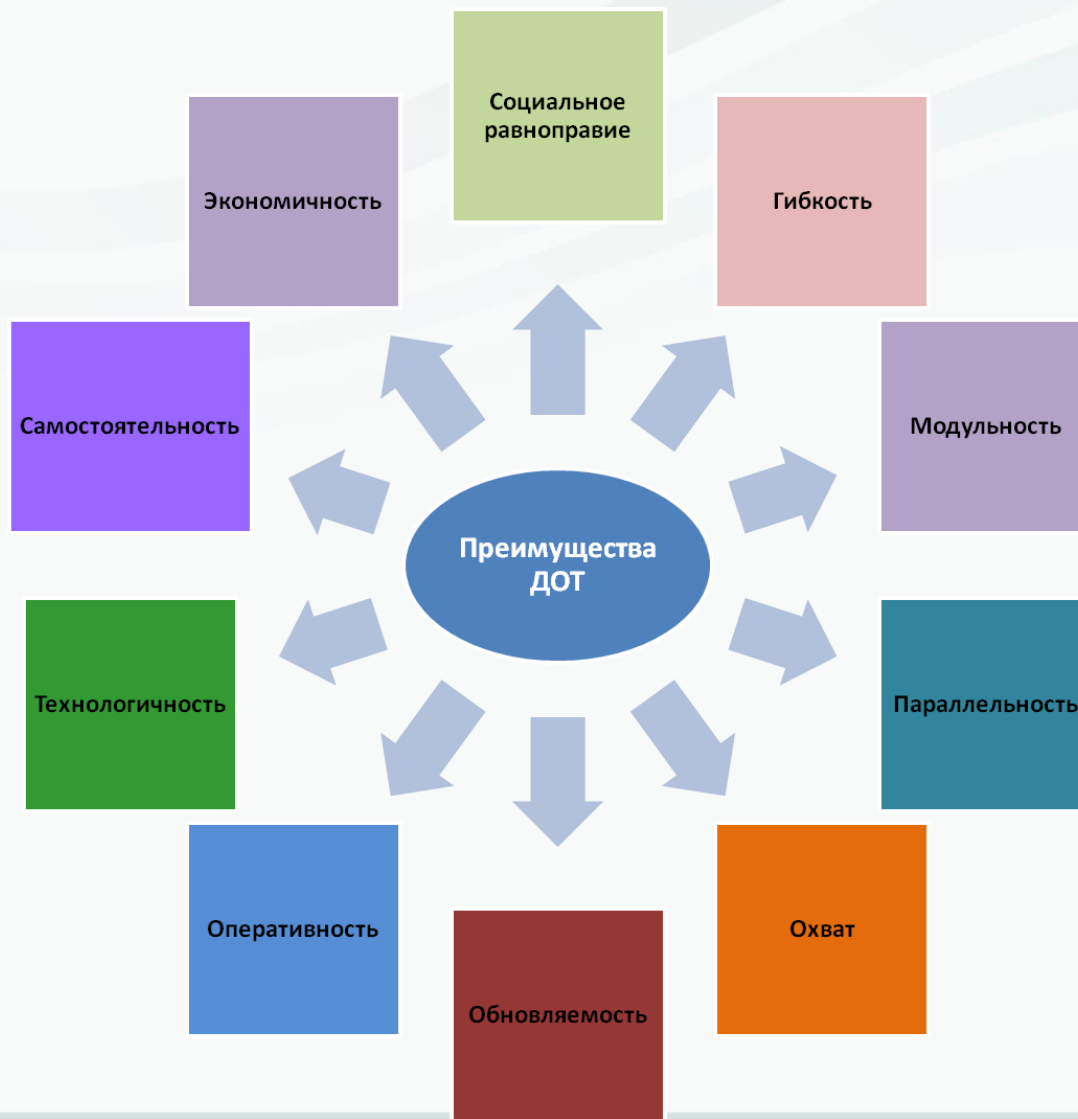 Социальное
равноправие
Экономичность
Гибкость
Самостоятельность
Модульность
Преимущества
ДОТ
Технологичность
Параллельность
Оперативность
Охват
Обновляемость